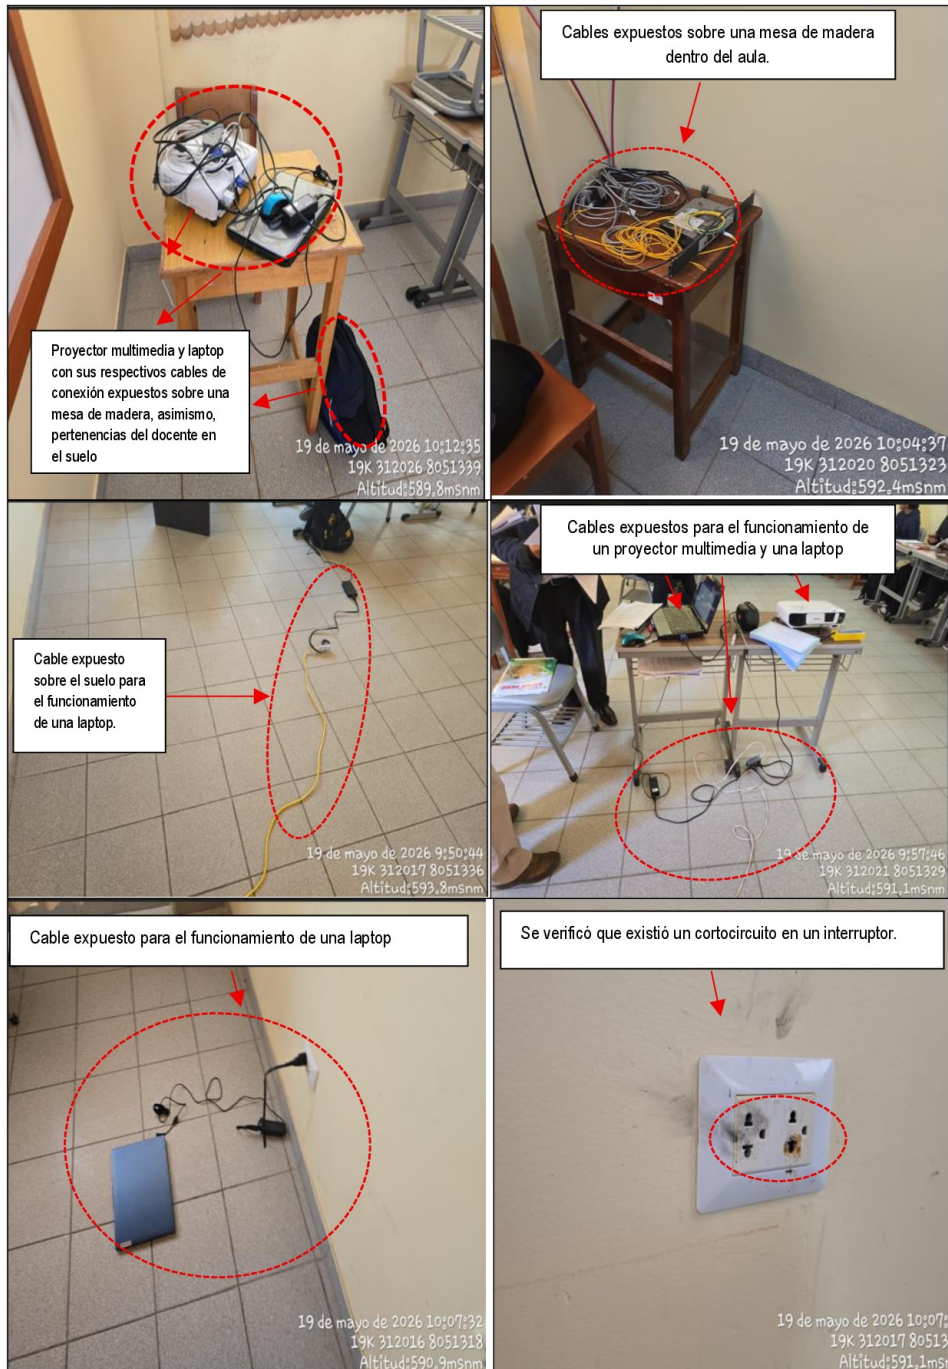 Proyector multimedia y laptop
con sus respectivos cables de
conexión expuestos sobre una
mesa de madera, asimismo,
pertenencias del docente en
el suelo
19 de mayo de 2026 10:12:35
19K 312026 8051339
Altitud:589,8msnm
Cables expuestos sobre una mesa de madera
dentro del aula.
19 de mayo de 2026 10:04:37
19K 312020 8051323
Altitud:592,4msnm
Cable expuesto
sobre el suelo para
el funcionamiento
de una laptop.
19 de mayo de 2026 9:50:44
19K 312017 8051336
Altitud:593,8msnm
Cables expuestos para el funcionamiento de
un proyector multimedia y una laptop
19 de mayo de 2026 9:57:46
19K 312021 8051329
Altitud:591,1msnm
Cable expuesto para el funcionamiento de una laptop
19 de mayo de 2026 10:07:32
19K 312016 8051318
Altitud:590,9msnm
Se verificó que existió un cortocircuito en un interruptor.
19 de mayo de 2026 10:07:
19K 312017 80513
Altitud:591,1ms